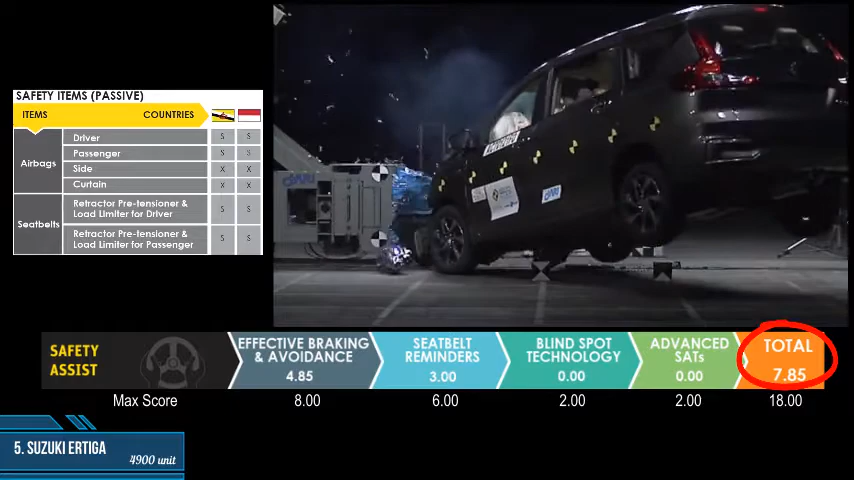 SAFETY ITEMS (PASSIVE)
ITEMS COUNTRIES
Airbags
Driver S S
Passenger S S
Side X X
Curtain X X
Seatbelts
Retractor Pre-tensioner &
Load Limiter for Driver S S
Retractor Pre-tensioner &
Load Limiter for Passenger S S
SAFETY
ASSIST
EFFECTIVE BRAKING
& AVOIDANCE
4.85
SEATBELT
REMINDERS
3.00
BLIND SPOT
TECHNOLOGY
0.00
ADVANCED
SATs
0.00
TOTAL
7.85
Max Score 8.00 6.00 2.00 2.00 18.00
5. SUZUKI ERTIGA
4900 unit